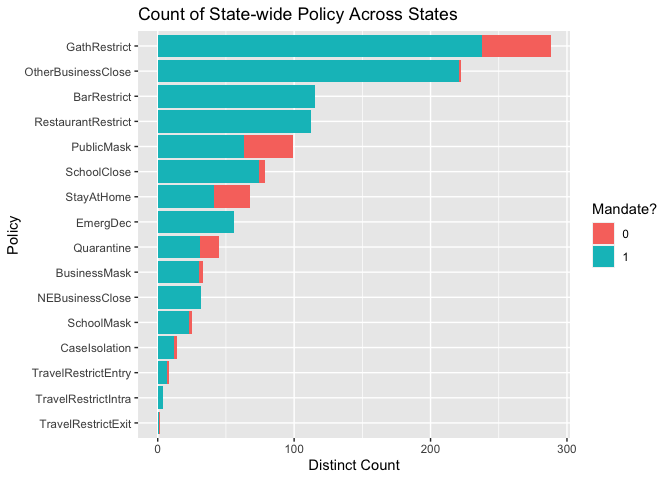 Count of State-wide Policy Across States
Policy
GathRestrict
OtherBusinessClose
BarRestrict
RestaurantRestrict
PublicMask
SchoolClose
StayAtHome
EmergDec
Quarantine
BusinessMask
NEBusinessClose
SchoolMask
CaseIsolation
TravelRestrictEntry
TravelRestrictIntra
TravelRestrictExit
0 100 200 300
Distinct Count
Mandate?
0
1